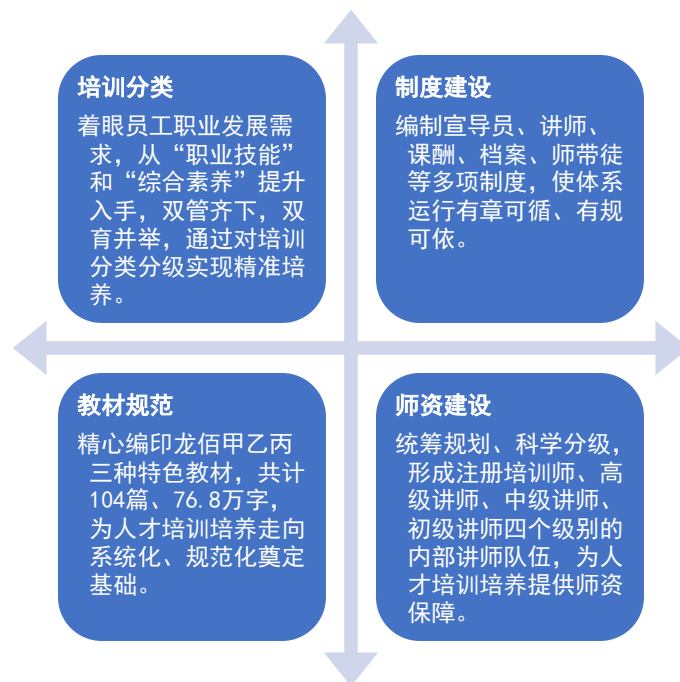 培训分类
着眼员工职业发展需
求，从“职业技能”
和“综合素养”提升
入手，双管齐下，双
育并举，通过对培训
分类分级实现精准培
养。
制度建设
编制宣导员、讲师、
课酬、档案、师带徒
等多项制度，使体系
运行有章可循、有规
可依。
教材规范
精心编印龙佰甲乙丙
三种特色教材，共计
104篇、76.8万字，
为人才培训培养走向
系统化、规范化奠定
基础。
师资建设
统筹规划、科学分级，
形成注册培训师、高
级讲师、中级讲师、
初级讲师四个级别的
内部讲师队伍，为人
才培训培养提供师资
保障。